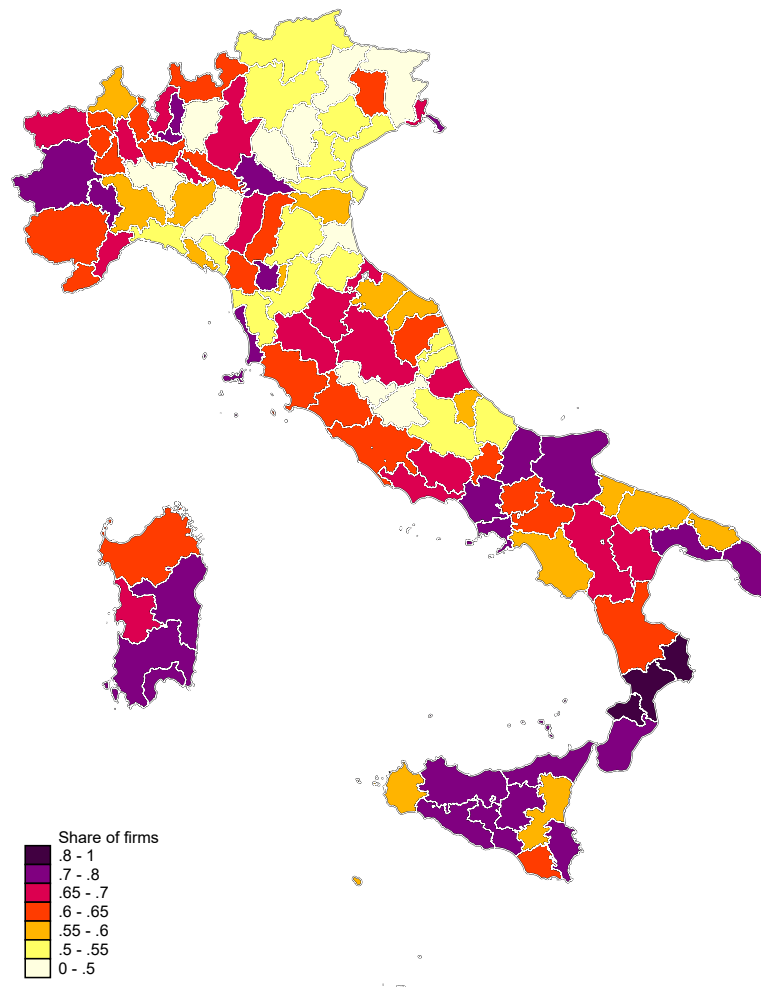 Share of firms
.8 - 1
.7 - .8
.65 - .7
.6 - .65
.55 - .6
.5 - .55
0 - .5